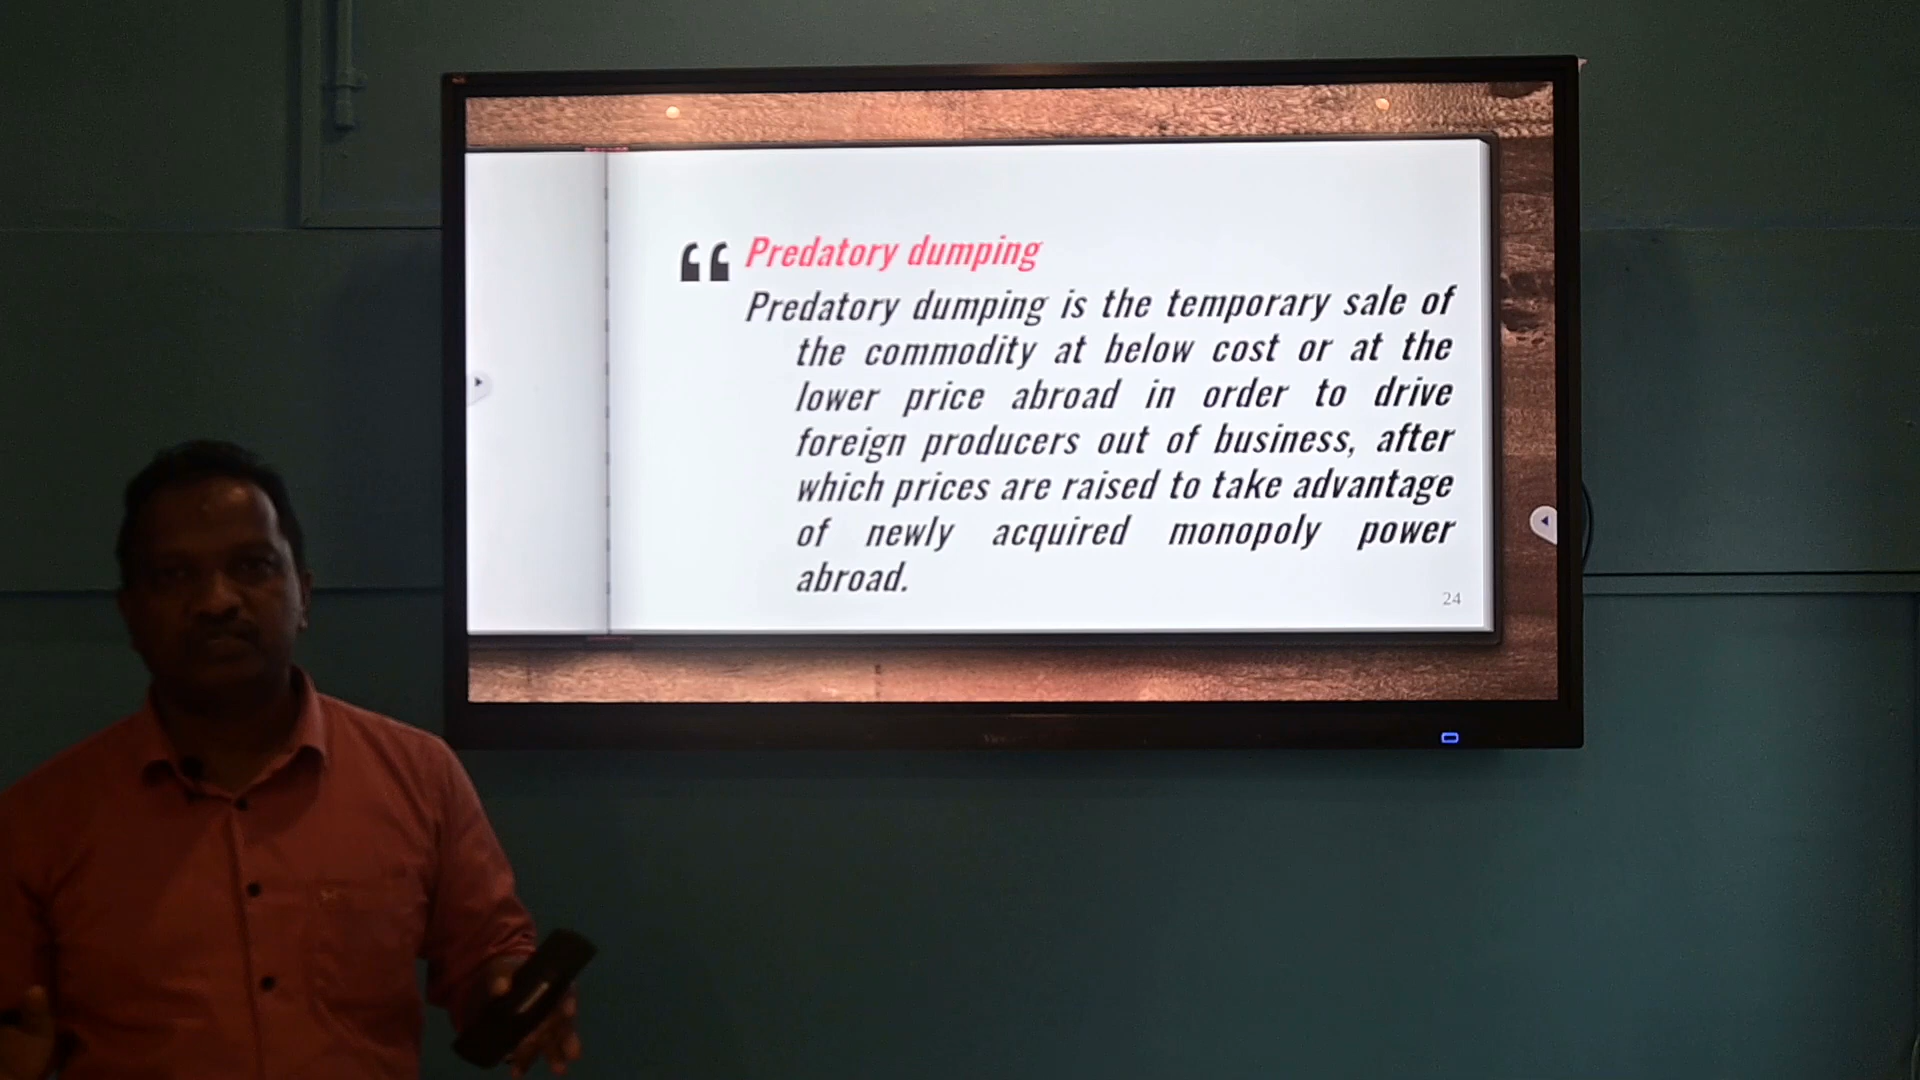 Predatory dumping
Predatory dumping is the temporary sale of
the commodity at below cost or at the
lower price abroad in order to drive
foreign producers out of business, after
which prices are raised to take advantage
of newly acquired monopoly power
abroad.
24